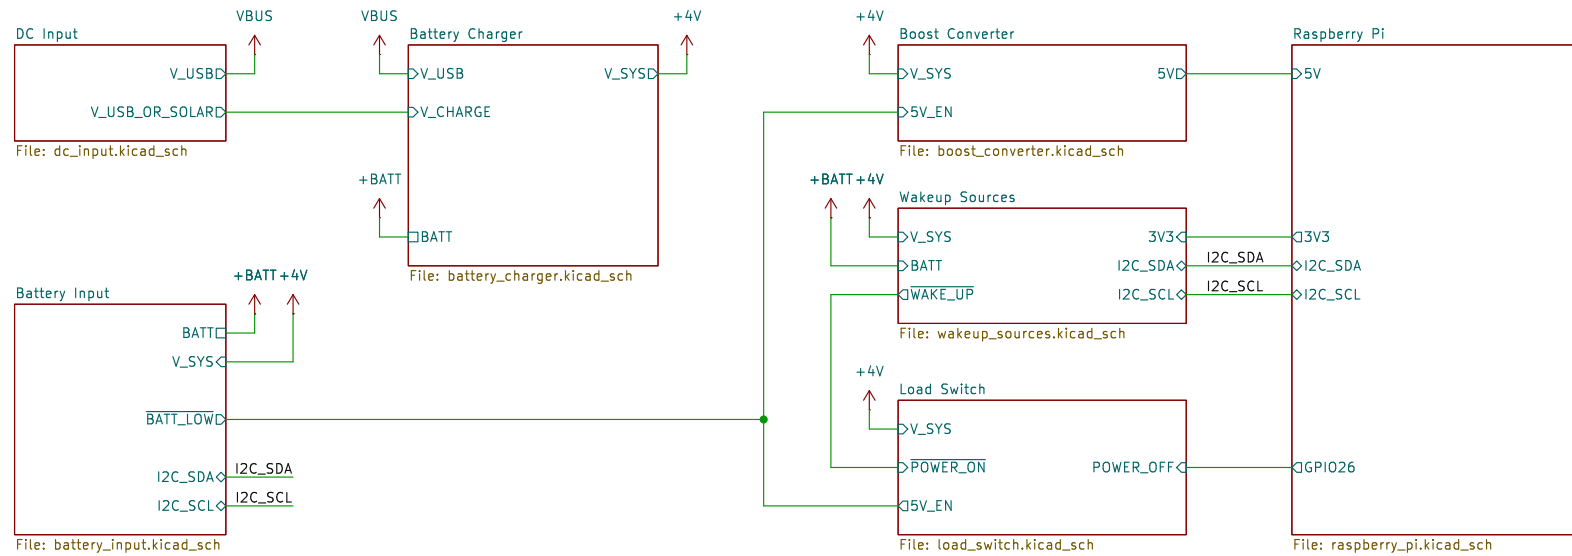 VBUS
DC Input
V_USB
V_USB_OR_SOLAR
File: dc_input.kicad_sch
VBUS
+4V
Battery Charger
V_USB
V_SYS
V_CHARGE
+BATT
BATT
File: battery_charger.kicad_sch
+BATT +4V
Battery Input
BATT
V_SYS
BATT_LOW
I2C_SDA I2C_SDA
I2C_SCL I2C_SCL
File: battery_input.kicad_sch
+4V
Boost Converter
V_SYS
5V
5V_EN
File: boost_converter.kicad_sch
+BATT +4V
Wakeup Sources
V_SYS
3V3
BATT
I2C_SDA I2C_SDA
WAKE_UP
I2C_SCL I2C_SCL
File: wakeup_sources.kicad_sch
+4V
Load Switch
V_SYS
POWER_ON
POWER_OFF
5V_EN
File: load_switch.kicad_sch
Raspberry Pi
5V
3V3
I2C_SDA
I2C_SCL
GPIO26
File: raspberry_pi.kicad_sch